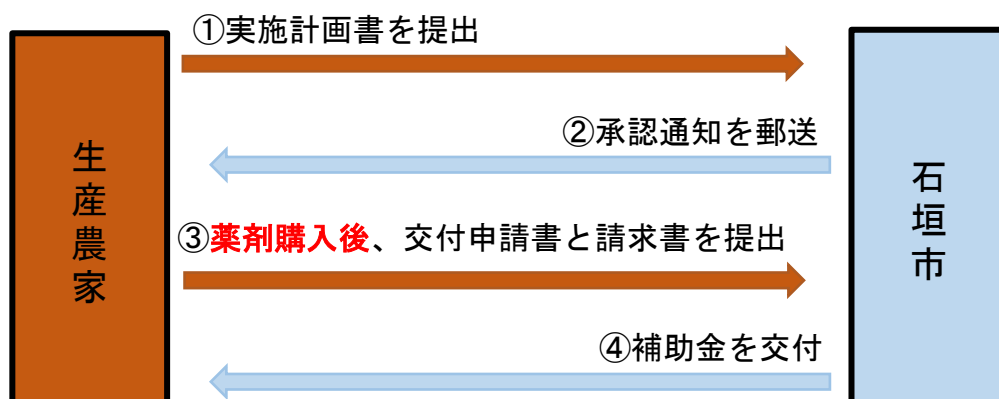 ①実施計画書を提出
②承認通知を郵送
生産農家
石垣市
③薬剤購入後、交付申請書と請求書を提出
④補助金を交付